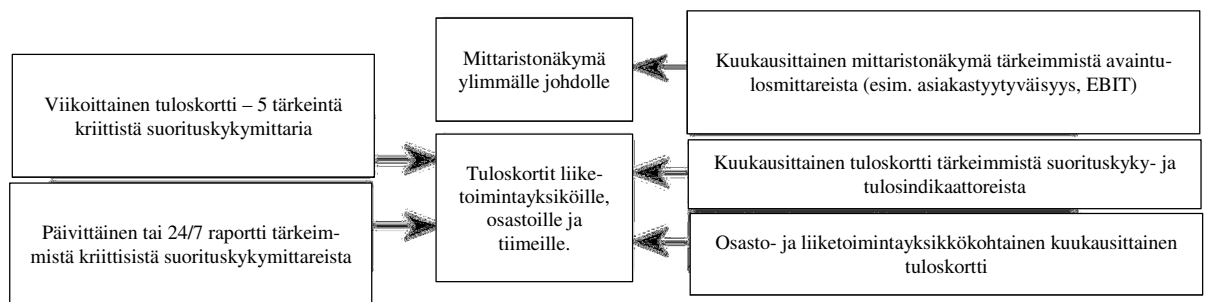 Viikoittainen tuloskortti – 5 tärkeintä
kriittistä suorituskykymittaria
Päivittäinen tai 24/7 raportti tärkeim-
mistä kriittisistä suorituskykymittareista
Mittaristonäkymä
ylimmälle johdolle
Tuloskortit liike-
toimintayksiköille,
osastoille ja
tiimeille.
Kuukausittainen mittaristonäkymä tärkeimmistä avaintu-
losmittareista (esim. asiakastyytyväisyys, EBIT)
Kuukausittainen tuloskortti tärkeimmistä suorituskyky- ja
tulosindikaattoreista
Osasto- ja liiketoimintayksikkökohtainen kuukausittainen
tuloskortti